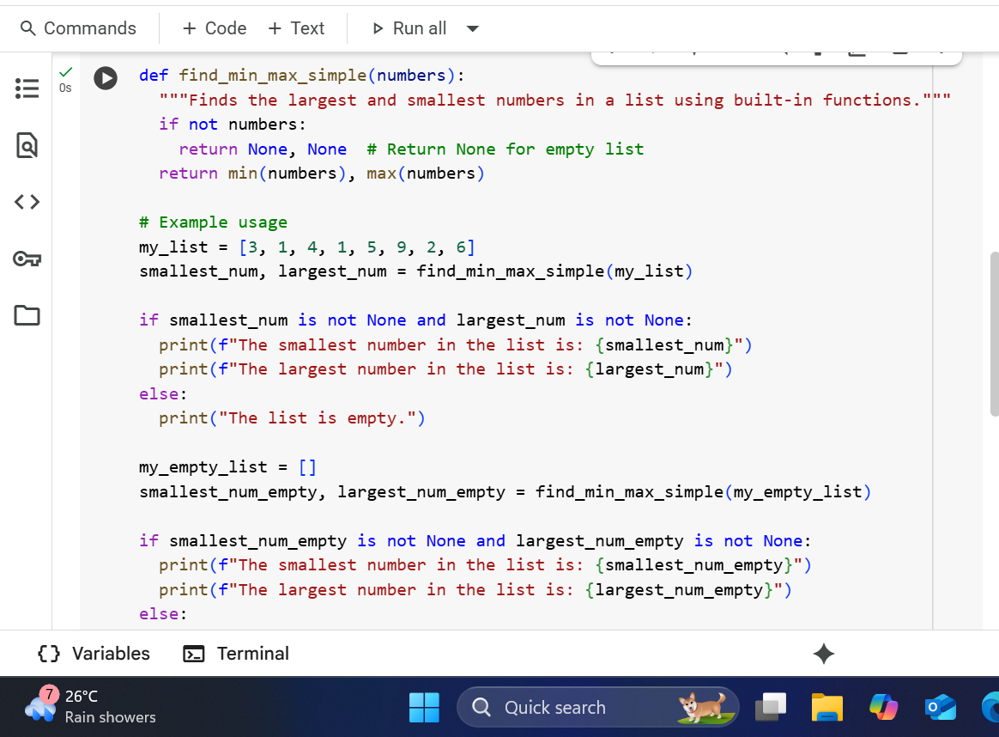 Commands + Code + Text Run all
0s
def find_min_max_simple(numbers):
  """Finds the largest and smallest numbers in a list using built-in functions."""
  if not numbers:
    return None, None  # Return None for empty list
  return min(numbers), max(numbers)

# Example usage
my_list = [3, 1, 4, 1, 5, 9, 2, 6]
smallest_num, largest_num = find_min_max_simple(my_list)

if smallest_num is not None and largest_num is not None:
  print(f"The smallest number in the list is: {smallest_num}")
  print(f"The largest number in the list is: {largest_num}")
else:
  print("The list is empty.")

my_empty_list = []
smallest_num_empty, largest_num_empty = find_min_max_simple(my_empty_list)

if smallest_num_empty is not None and largest_num_empty is not None:
  print(f"The smallest number in the list is: {smallest_num_empty}")
  print(f"The largest number in the list is: {largest_num_empty}")
else:
{} Variables Terminal
7 26°C
Rain showers
Quick search